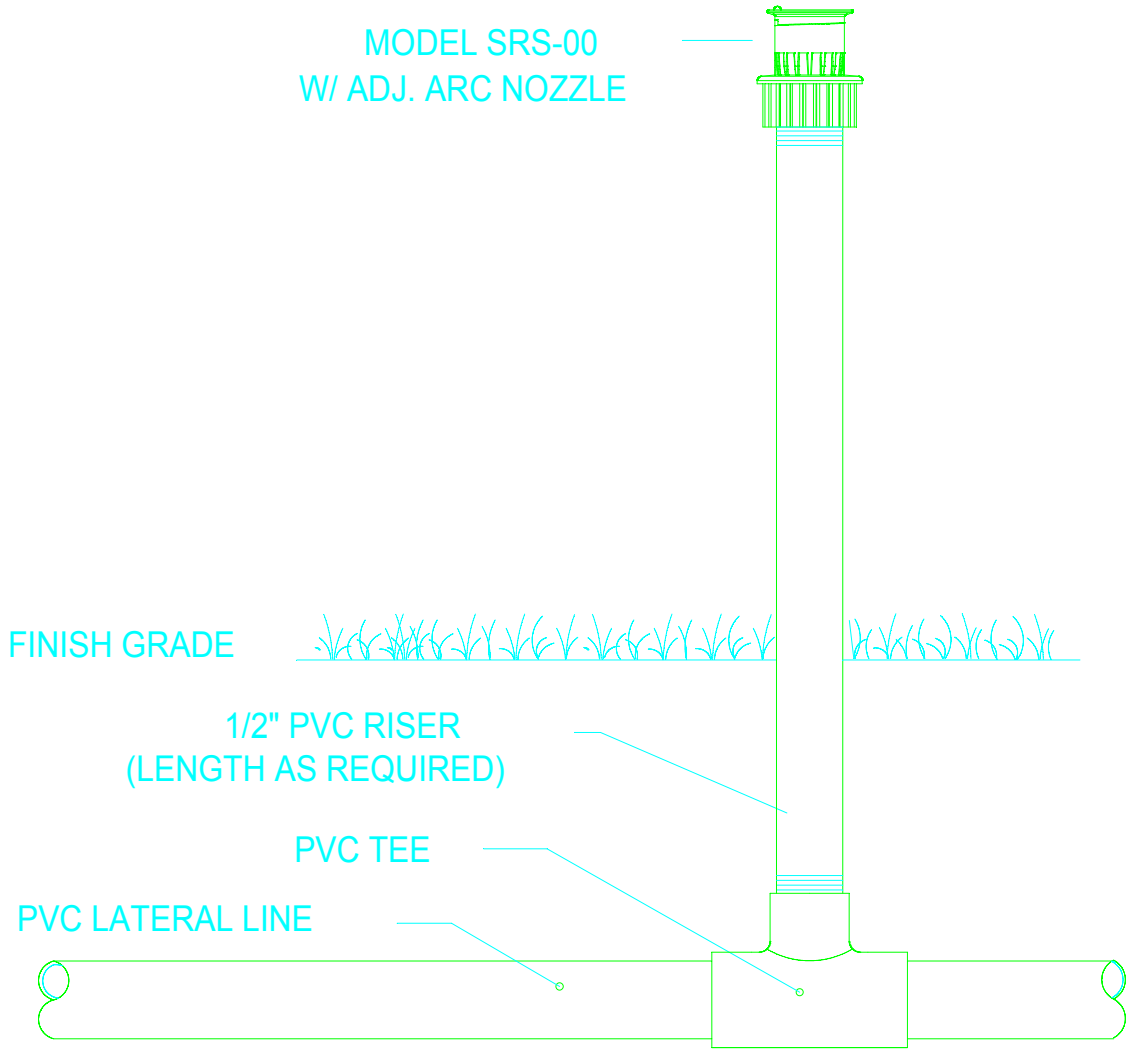 MODEL SRS-00
W/ ADJ. ARC NOZZLE
FINISH GRADE
1/2" PVC RISER
(LENGTH AS REQUIRED)
PVC TEE
PVC LATERAL LINE